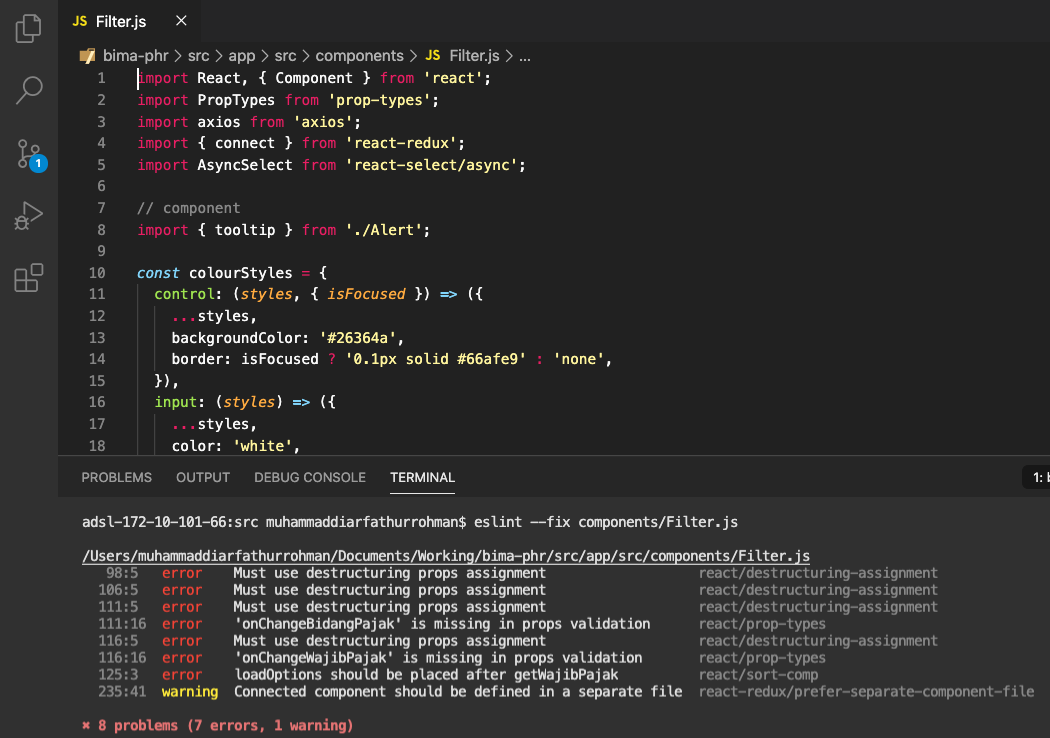 JS Filter.js ×
bima-phr > src > app > src > components > JS Filter.js > ...
1 import React, { Component } from 'react';
2 import PropTypes from 'prop-types';
3 import axios from 'axios';
4 import { connect } from 'react-redux';
5 import AsyncSelect from 'react-select/async';
6
7 // component
8 import { tooltip } from './Alert';
9
10 const colourStyles = {
11 control: (styles, { isFocused }) => ({
12 ...styles,
13 backgroundColor: '#26364a',
14 border: isFocused ? '0.1px solid #66afe9' : 'none',
15 }),
16 input: (styles) => ({
17 ...styles,
18 color: 'white',
1
PROBLEMS OUTPUT DEBUG CONSOLE TERMINAL 1: b
adsl-172-10-101-66:src muhammaddiarfathurrohman$ eslint --fix components/Filter.js
/Users/muhammaddiarfathurrohman/Documents/Working/bima-phr/src/app/src/components/Filter.js
98:5 error Must use destructuring props assignment react/destructuring-assignment
106:5 error Must use destructuring props assignment react/destructuring-assignment
111:5 error Must use destructuring props assignment react/destructuring-assignment
111:16 error 'onChangeBidangPajak' is missing in props validation react/prop-types
116:5 error Must use destructuring props assignment react/destructuring-assignment
116:16 error 'onChangeWajibPajak' is missing in props validation react/prop-types
125:3 error loadOptions should be placed after getWajibPajak react/sort-comp
235:41 warning Connected component should be defined in a separate file react-redux/prefer-separate-component-file
✖ 8 problems (7 errors, 1 warning)